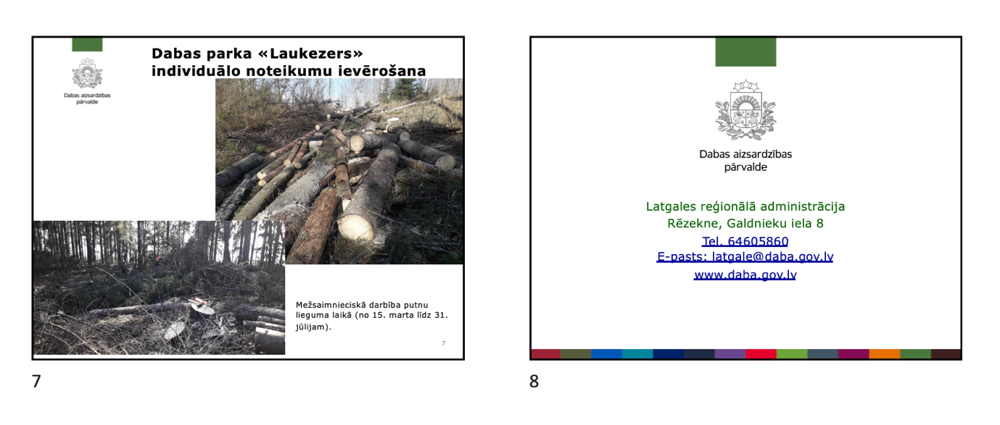 Dabas parka «Laukezers»
individuālo noteikumu ievērošana
Dabas aizsardzības
pārvalde
Mežsaimnieciskā darbība putnu
lieguma laikā (no 15. marta līdz 31.
jūlijam).
7
7
Dabas aizsardzības
pārvalde
Latgales reģionālā administrācija
Rēzekne, Galdnieku iela 8
Tel. 64605860
E-pasts: latgale@daba.gov.lv
www.daba.gov.lv
8